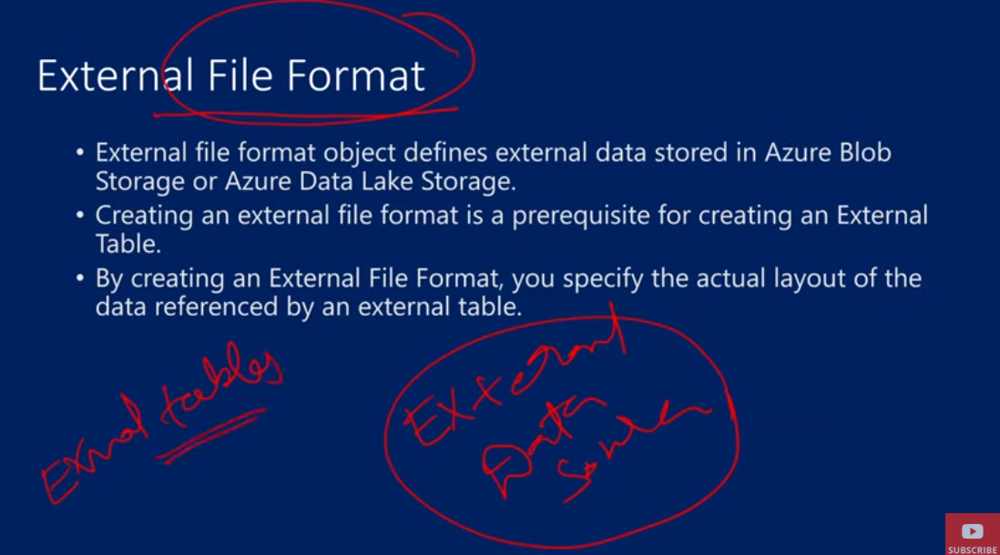 External File Format
• External file format object defines external data stored in Azure Blob
Storage or Azure Data Lake Storage.
• Creating an external file format is a prerequisite for creating an External
Table.
• By creating an External File Format, you specify the actual layout of the
data referenced by an external table.
tables
External
Data
SUBSCRIBE